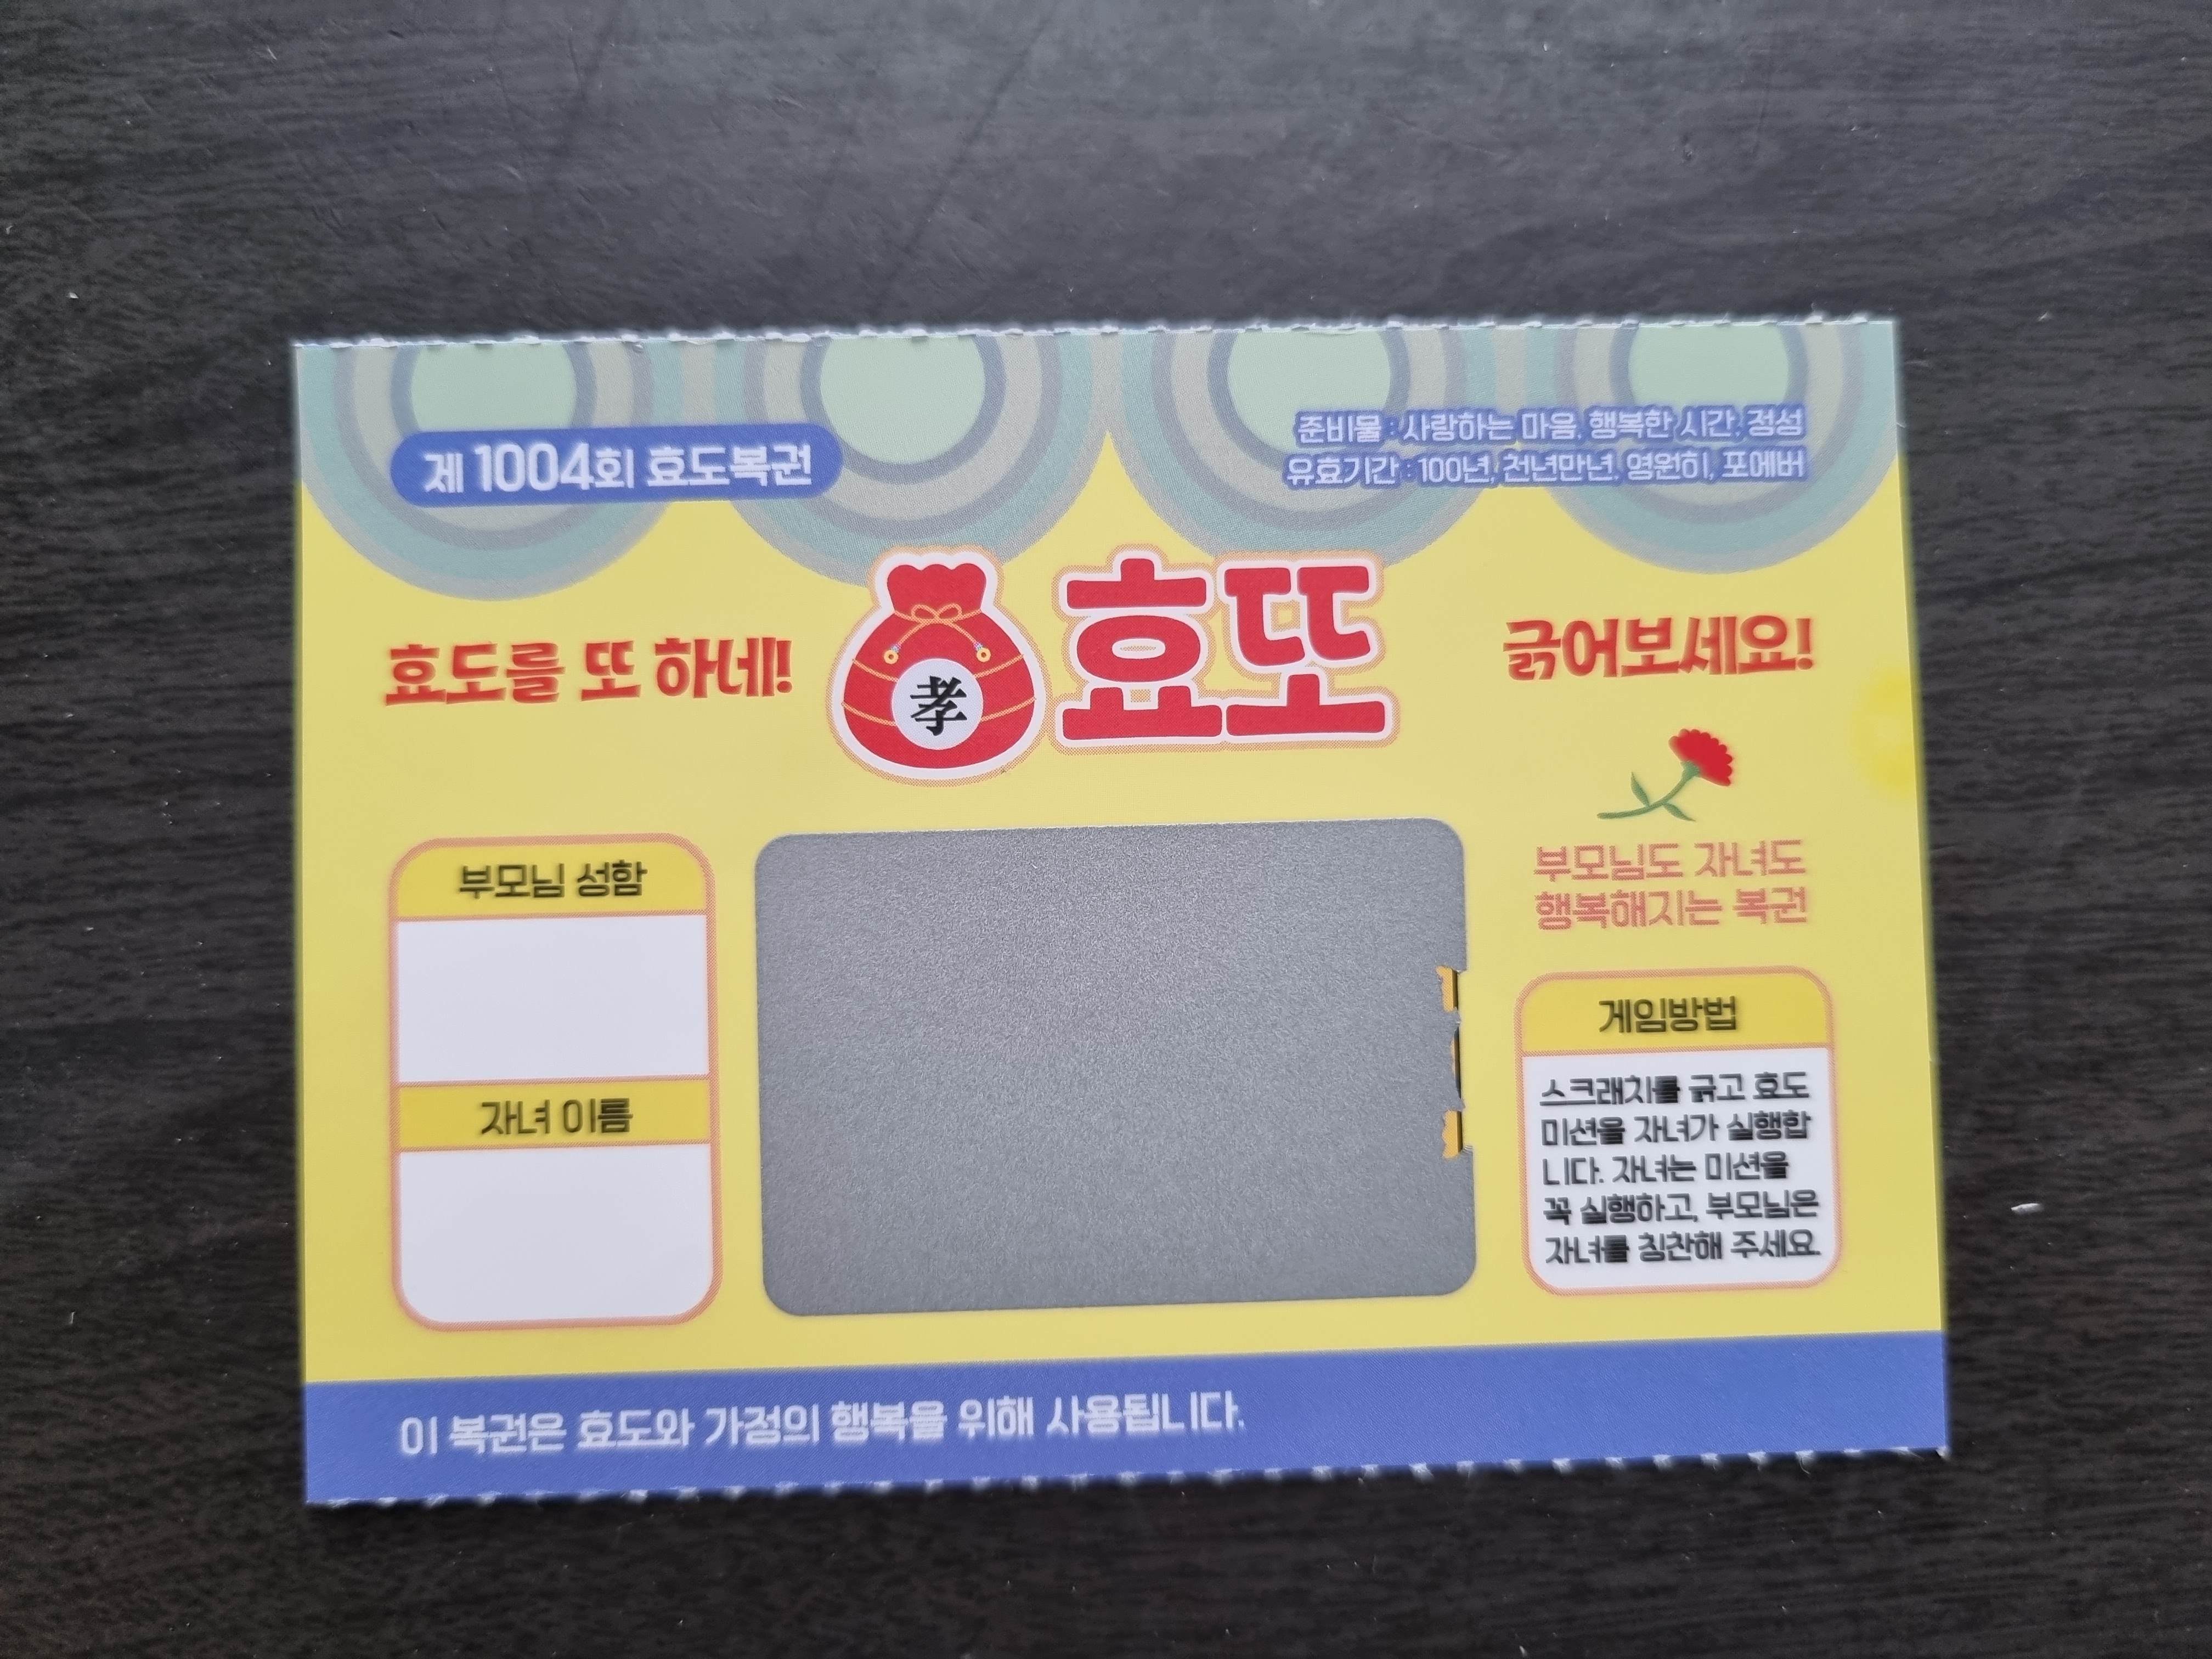 제 1004회 효도복권
준비물 : 사랑하는 마음, 행복한 시간, 정성
유효기간 : 100년, 천년만년, 영원히, 포에버
효도를 또 하네!
孝
효또
긁어보세요!
부모님 성함
자녀 이름
부모님도 자녀도
행복해지는 복권
게임방법
스크래치를 긁고 효도
미션을 자녀가 실행합
니다. 자녀는 미션을
꼭 실행하고, 부모님은
자녀를 칭찬해 주세요
이 복권은 효도와 가정의 행복을 위해 사용됩니다.